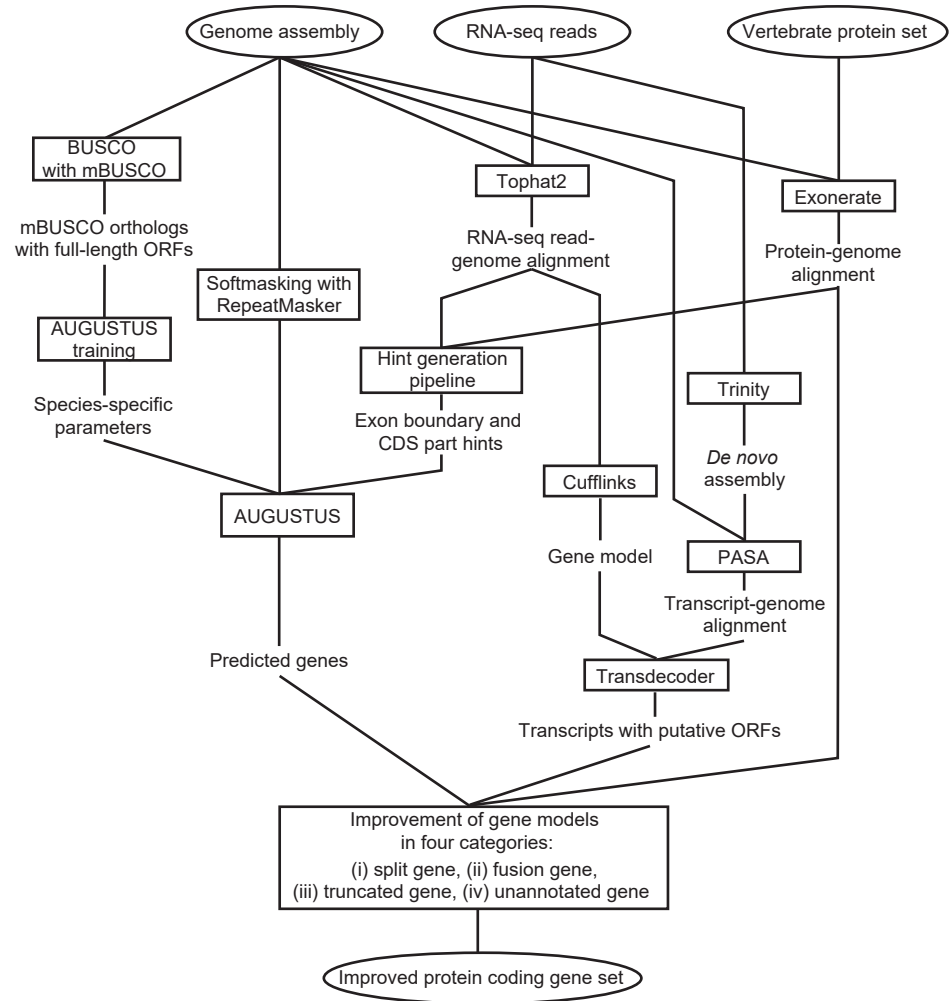 Genome assembly
RNA-seq reads
Vertebrate protein set
BUSCO
with mBUSCO
Tophat2
Exonerate
mBUSCO orthologs
with full-length ORFs
RNA-seq read-
genome alignment
Protein-genome
alignment
Softmasking with
RepeatMasker
AUGUSTUS
training
Hint generation
pipeline
Trinity
Species-specific
parameters
Exon boundary and
CDS part hints
De novo
assembly
Cufflinks
AUGUSTUS
Gene model
PASA
Transcript-genome
alignment
Predicted genes
Transdecoder
Transcripts with putative ORFs
Improvement of gene models
in four categories:
(i) split gene, (ii) fusion gene,
(iii) truncated gene, (iv) unannotated gene
Improved protein coding gene set